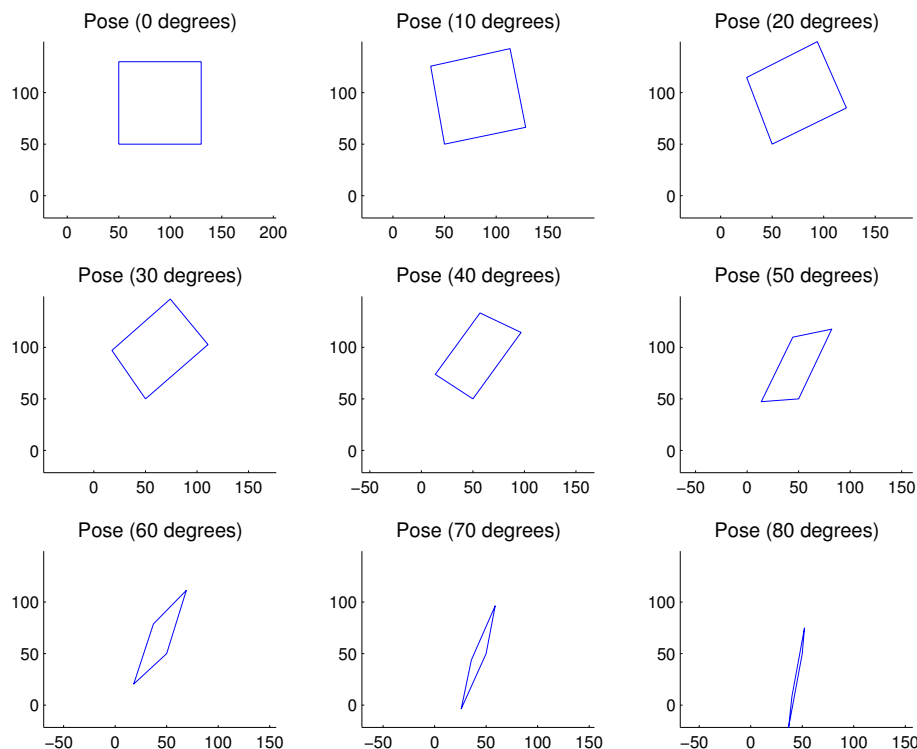 Pose (0 degrees)
Pose (10 degrees)
Pose (20 degrees)
100
50
0
0 50 100 150 200
100
50
0
0 50 100 150
100
50
0
0 50 100 150
Pose (30 degrees)
Pose (40 degrees)
Pose (50 degrees)
100
50
0
0 50 100 150
100
50
0
−50 0 50 100 150
100
50
0
−50 0 50 100 150
Pose (60 degrees)
Pose (70 degrees)
Pose (80 degrees)
100
50
0
−50 0 50 100 150
100
50
0
−50 0 50 100 150
100
50
0
−50 0 50 100 150